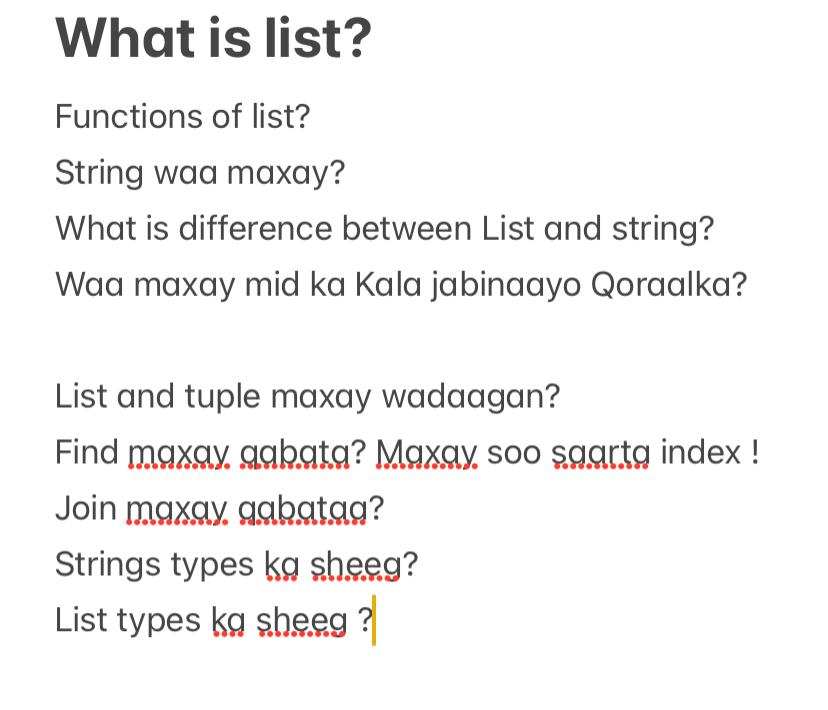 What is list?
Functions of list?
String waa maxay?
What is difference between List and string?
Waa maxay mid ka Kala jabinaayo Qoraalka?
List and tuple maxay wadaagan?
Find maxay qabata? Maxay soo saarta index !
Join maxay qabataa?
Strings types ka sheeg?
List types ka sheeg ?